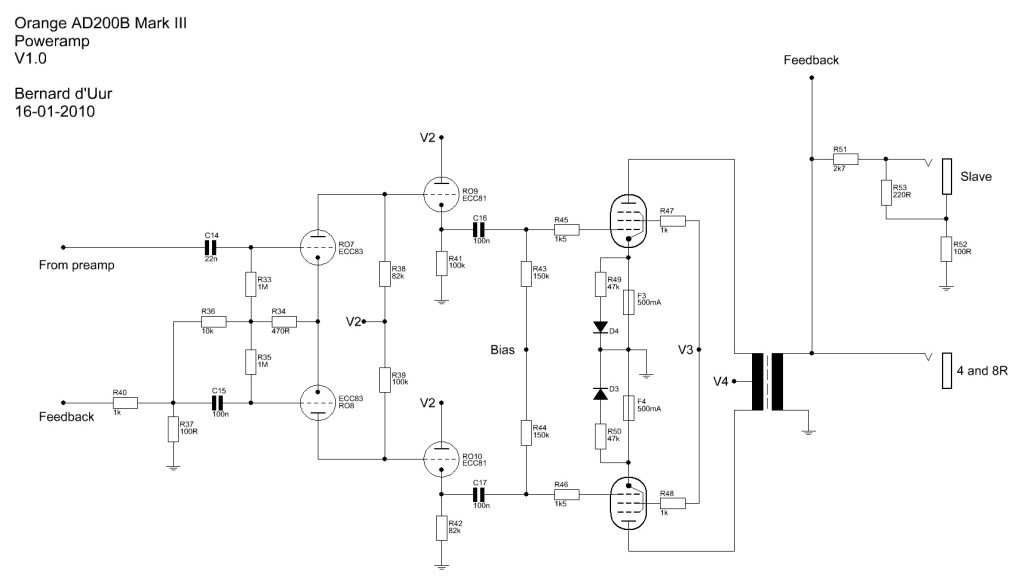 Orange AD200B Mark III
Poweramp
V1.0
Bernard d'Uur
16-01-2010
Feedback
V2
R51
2k7
R53
220R
Slave
RO9
ECC81
C16
100n
R45
1k5
R47
1k
C14
22n
RO7
ECC83
From preamp
R41
100k
R38
82k
R43
150k
R49
47k
F3
500mA
R52
100R
R33
1M
R36
10k
R34
470R
V2
D4
Bias
V3
R35
1M
R39
100k
D3
V4
4 and 8R
R40
1k
C15
100n
ECC83
RO8
V2
F4
500mA
Feedback
R37
100R
R44
150k
R50
47k
RO10
ECC81
C17
100n
R46
1k5
R48
1k
R42
82k